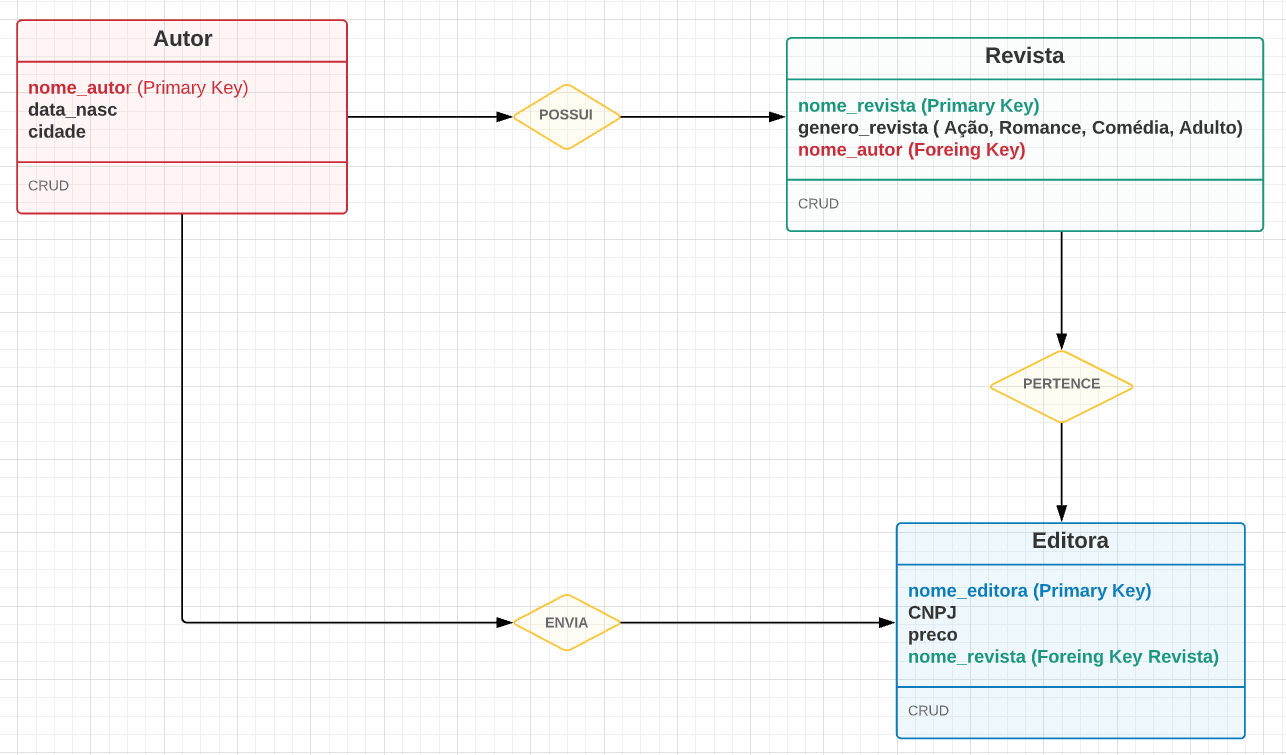 Autor
nome_autor (Primary Key)
data_nasc
cidade
CRUD
POSSUI
Revista
nome_revista (Primary Key)
genero_revista ( Ação, Romance, Comédia, Adulto)
nome_autor (Foreing Key)
CRUD
PERTENCE
ENVIA
Editora
nome_editora (Primary Key)
CNPJ
preco
nome_revista (Foreing Key Revista)
CRUD